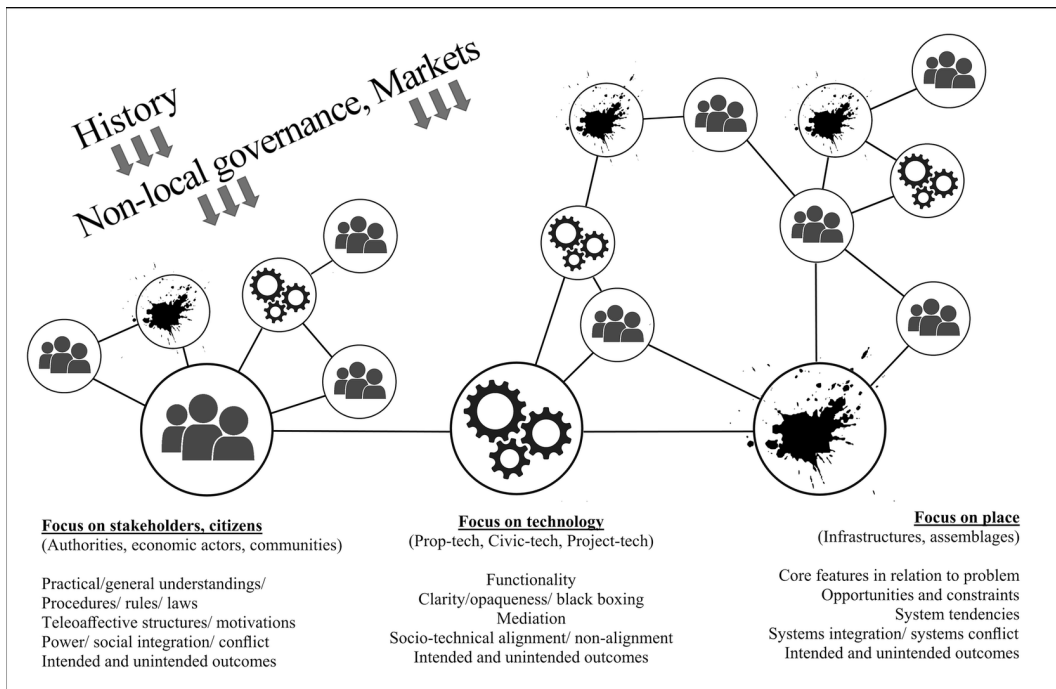 History
Non-local governance, Markets
Focus on stakeholders, citizens
(Authorities, economic actors, communities)
Practical/general understandings/
Procedures/ rules/ laws
Teleoaffective structures/ motivations
Power/ social integration/ conflict
Intended and unintended outcomes
Focus on technology
(Prop-tech, Civic-tech, Project-tech)
Functionality
Clarity/opaqueness/ black boxing
Mediation
Socio-technical alignment/ non-alignment
Intended and unintended outcomes
Focus on place
(Infrastructures, assemblages)
Core features in relation to problem
Opportunities and constraints
System tendencies
Systems integration/ systems conflict
Intended and unintended outcomes